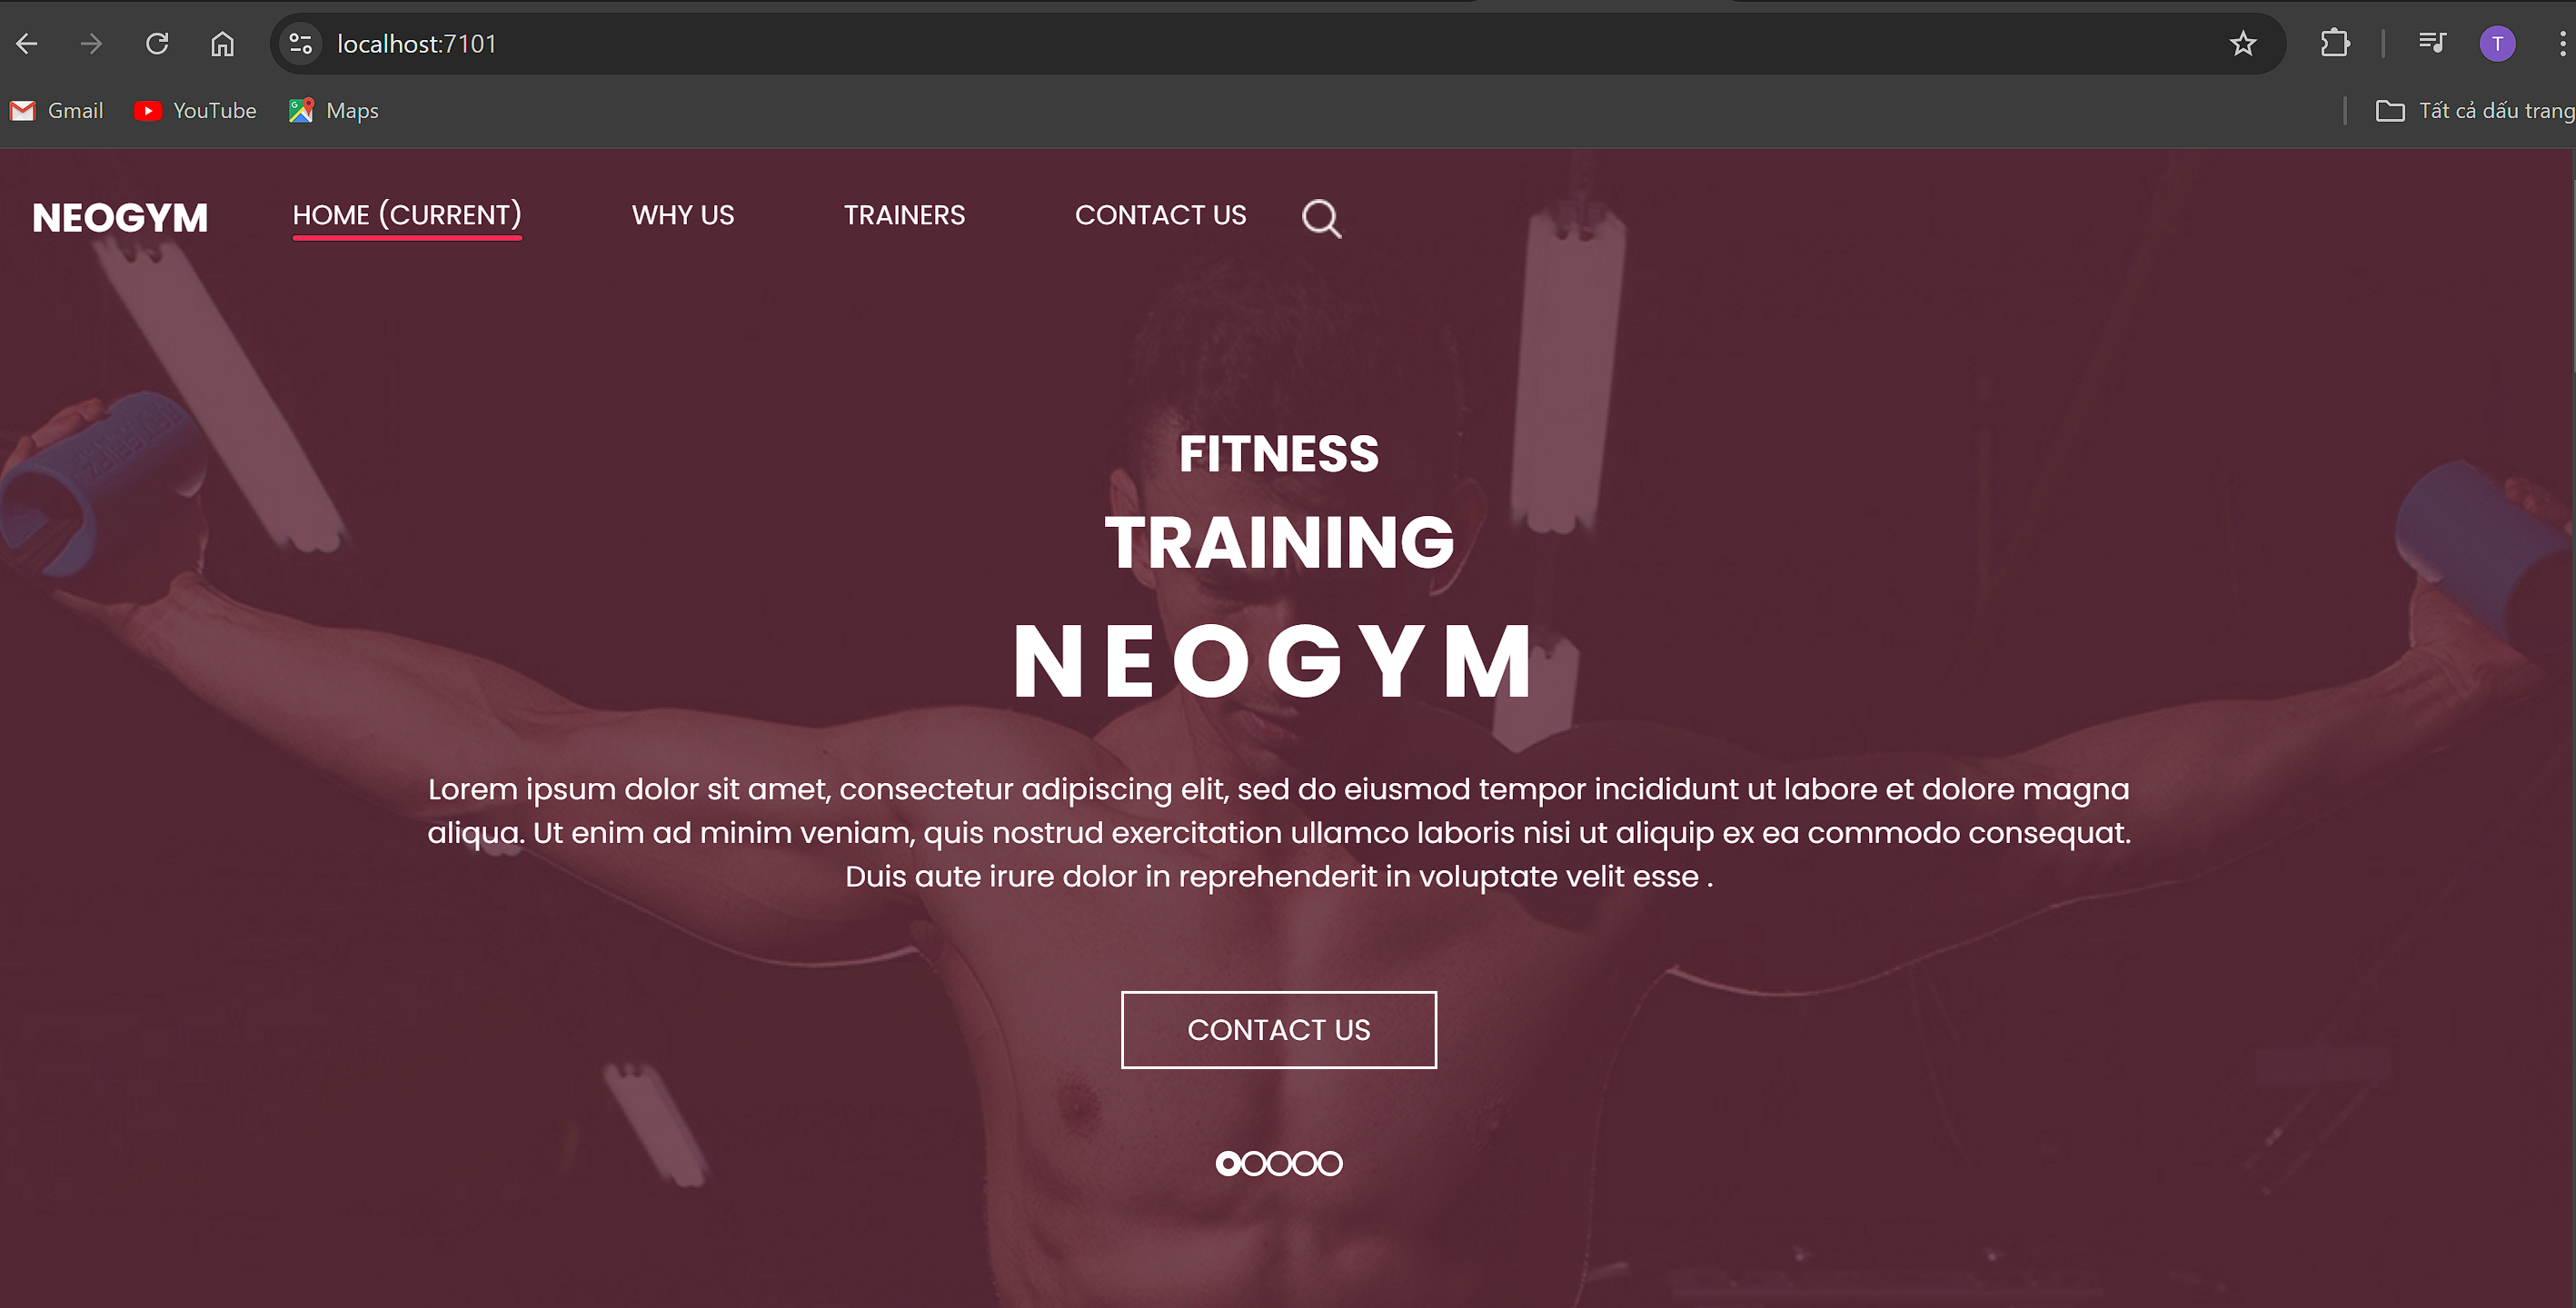 localhost:7101
T
Gmail
YouTube
Maps
Tất cả dấu trang
NEOGYM
HOME (CURRENT)
WHY US
TRAINERS
CONTACT US
FITNESS
TRAINING
NEOGYM
Lorem ipsum dolor sit amet, consectetur adipiscing elit, sed do eiusmod tempor incididunt ut labore et dolore magna
aliqua. Ut enim ad minim veniam, quis nostrud exercitation ullamco laboris nisi ut aliquip ex ea commodo consequat.
Duis aute irure dolor in reprehenderit in voluptate velit esse .
CONTACT US